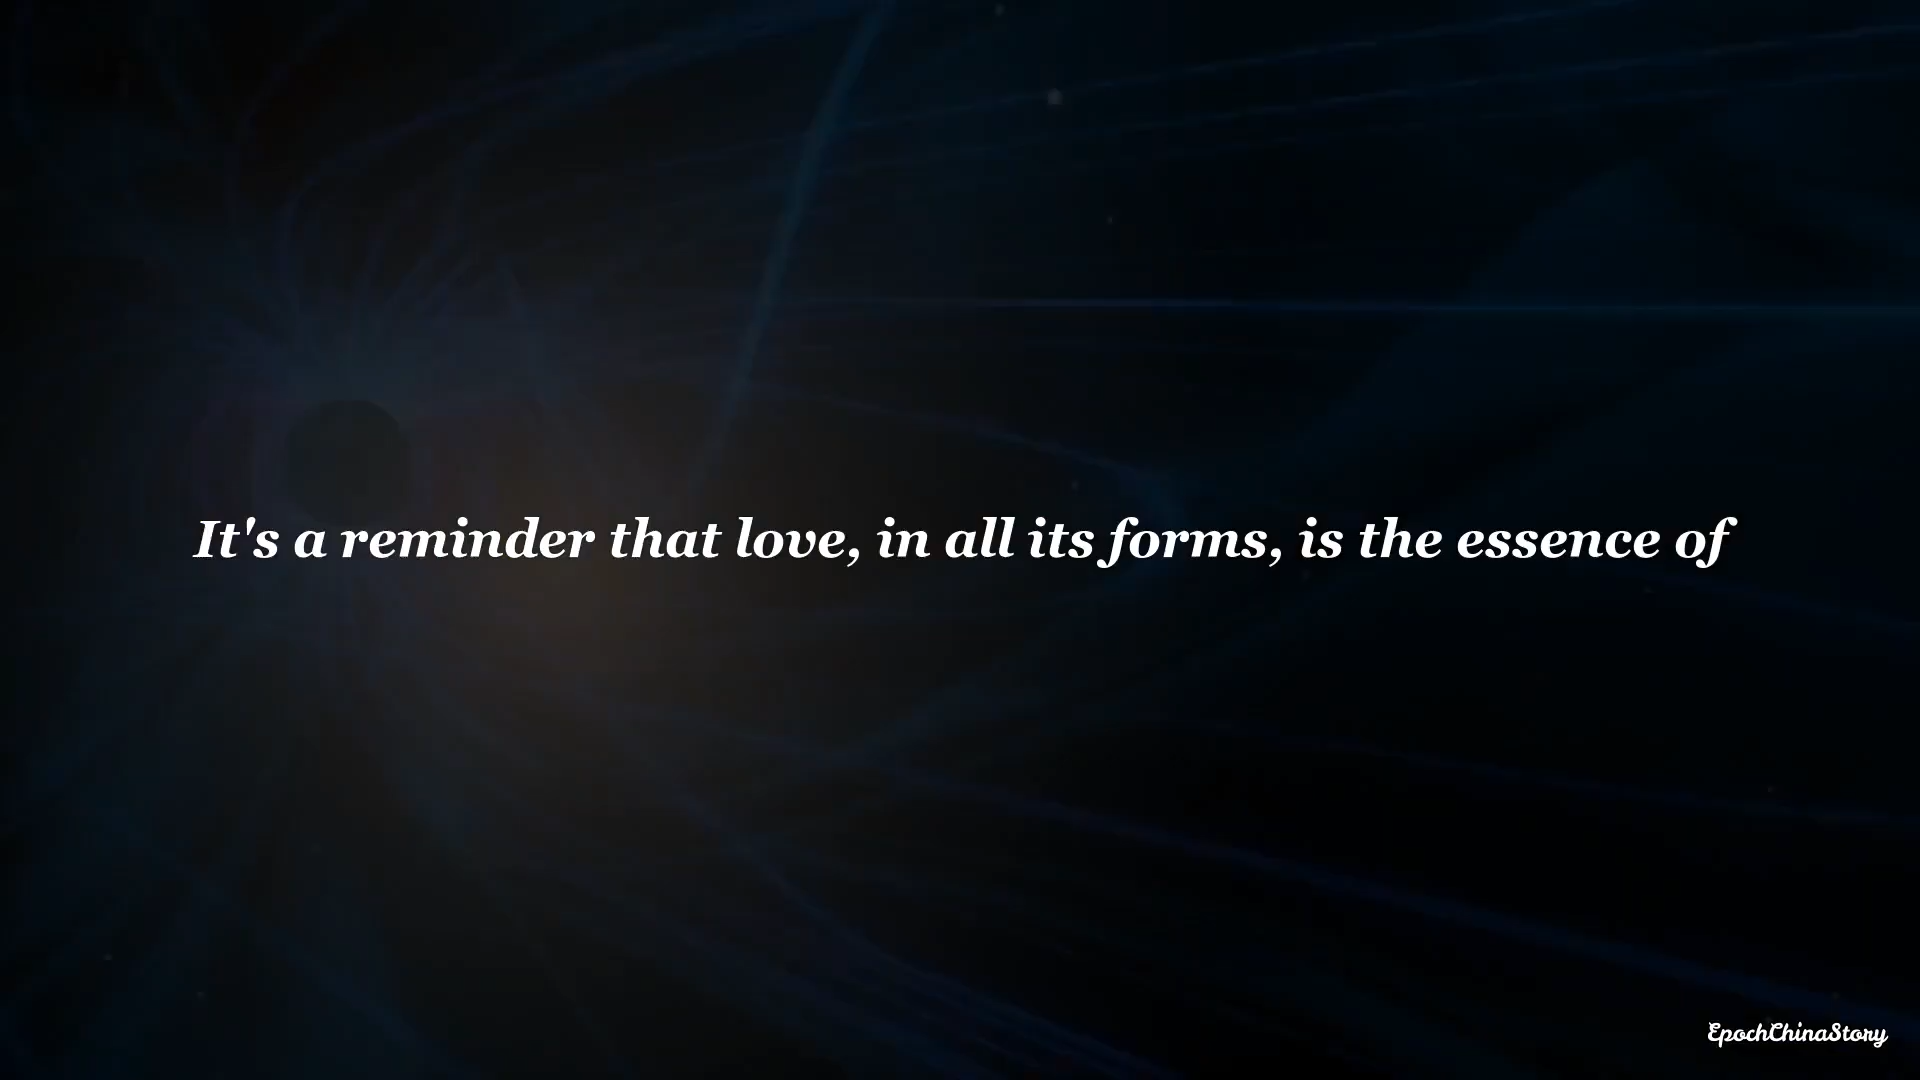 It's a reminder that love, in all its forms, is the essence of
EpochChinaStory